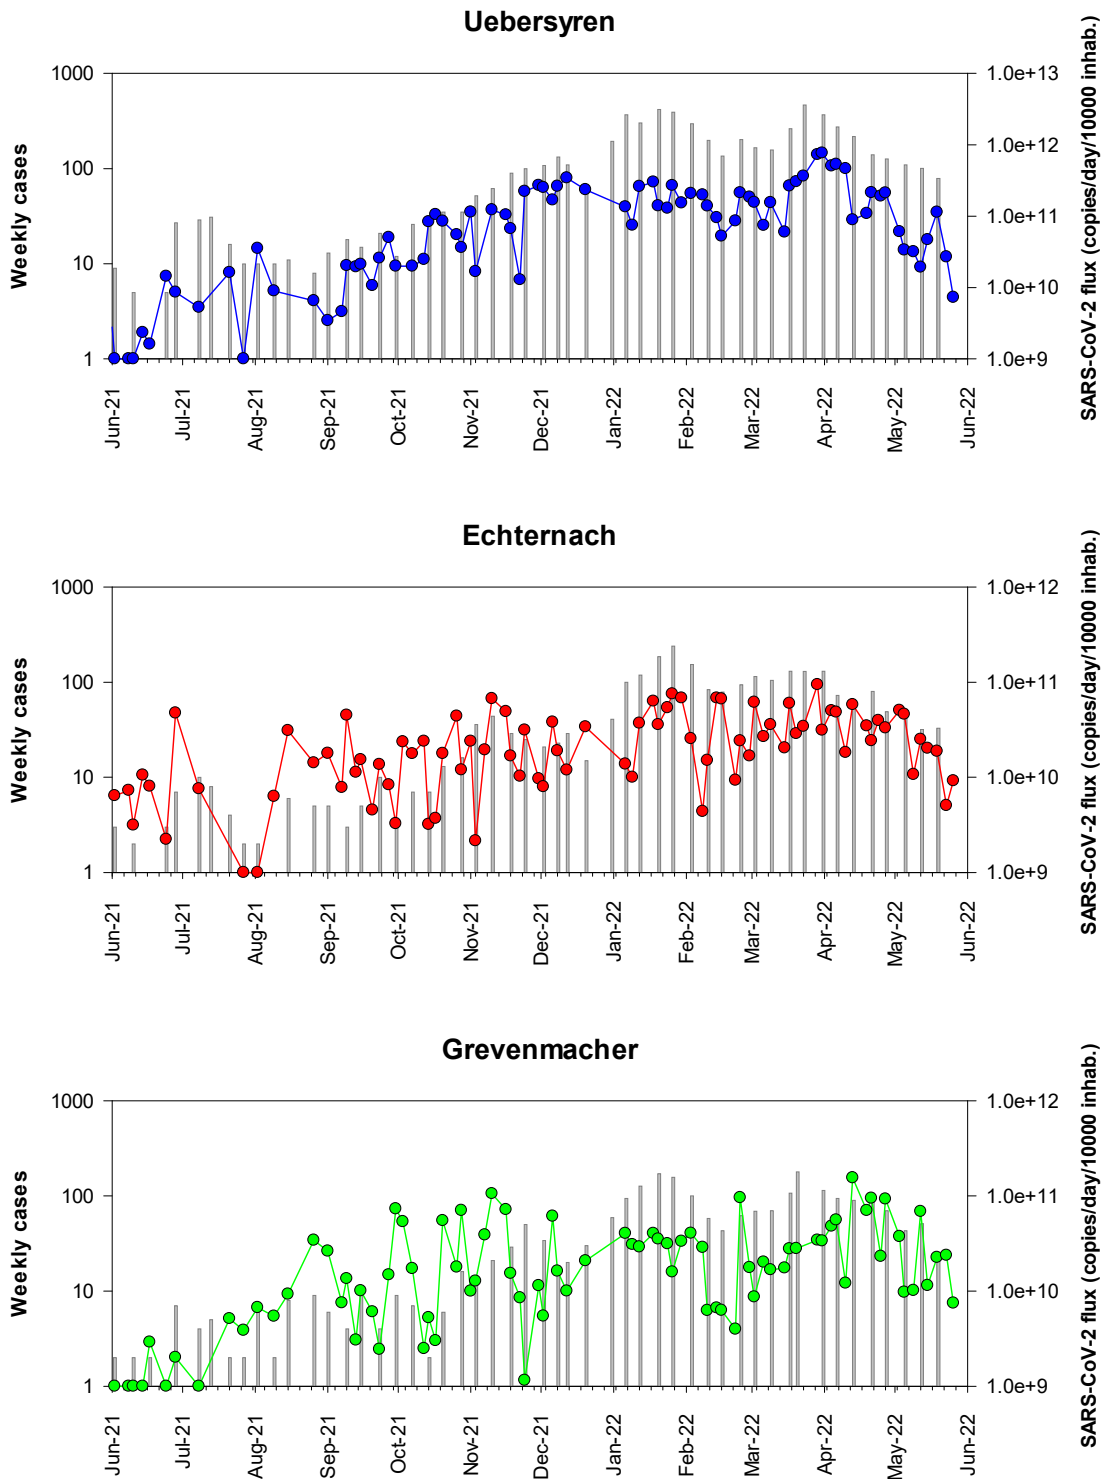 Uebersyren
Weekly cases
1000
100
10
1
1.0e+13
1.0e+12
1.0e+11
1.0e+10
1.0e+9
SARS-CoV-2 flux (copies/day/10000 inhab.)
Jun-21
Jul-21
Aug-21
Sep-21
Oct-21
Nov-21
Dec-21
Jan-22
Feb-22
Mar-22
Apr-22
May-22
Jun-22
Echternach
Weekly cases
1000
100
10
1
1.0e+12
1.0e+11
1.0e+10
1.0e+9
SARS-CoV-2 flux (copies/day/10000 inhab.)
Jun-21
Jul-21
Aug-21
Sep-21
Oct-21
Nov-21
Dec-21
Jan-22
Feb-22
Mar-22
Apr-22
May-22
Jun-22
Grevenmacher
Weekly cases
1000
100
10
1
1.0e+12
1.0e+11
1.0e+10
1.0e+9
SARS-CoV-2 flux (copies/day/10000 inhab.)
Jun-21
Jul-21
Aug-21
Sep-21
Oct-21
Nov-21
Dec-21
Jan-22
Feb-22
Mar-22
Apr-22
May-22
Jun-22